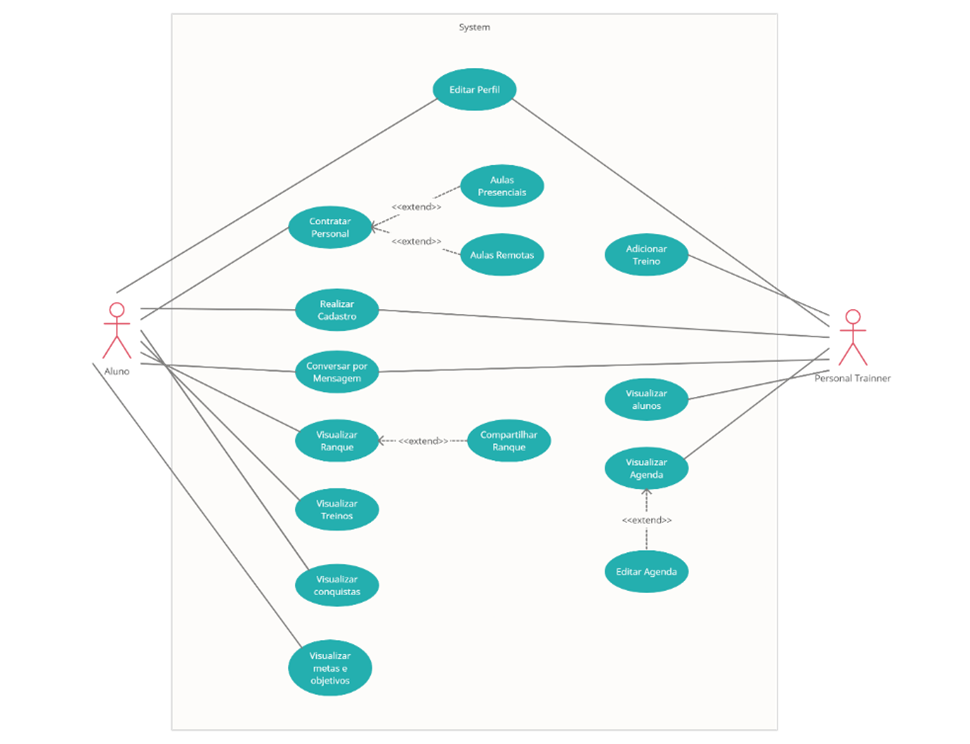 System
Editar Perfil
Aulas
Presenciais
<<extend>>
Contratar
Personal
<<extend>>
Aulas Remotas
Adicionar
Treino
Realizar
Cadastro
Aluno
Conversar por
Mensagem
Personal Trainner
Visualizar
alunos
Visualizar
Ranque
<<extend>>
Compartilhar
Ranque
Visualizar
Agenda
Visualizar
Treinos
<<extend>>
Visualizar
conquistas
Editar Agenda
Visualizar
metas e
objetivos